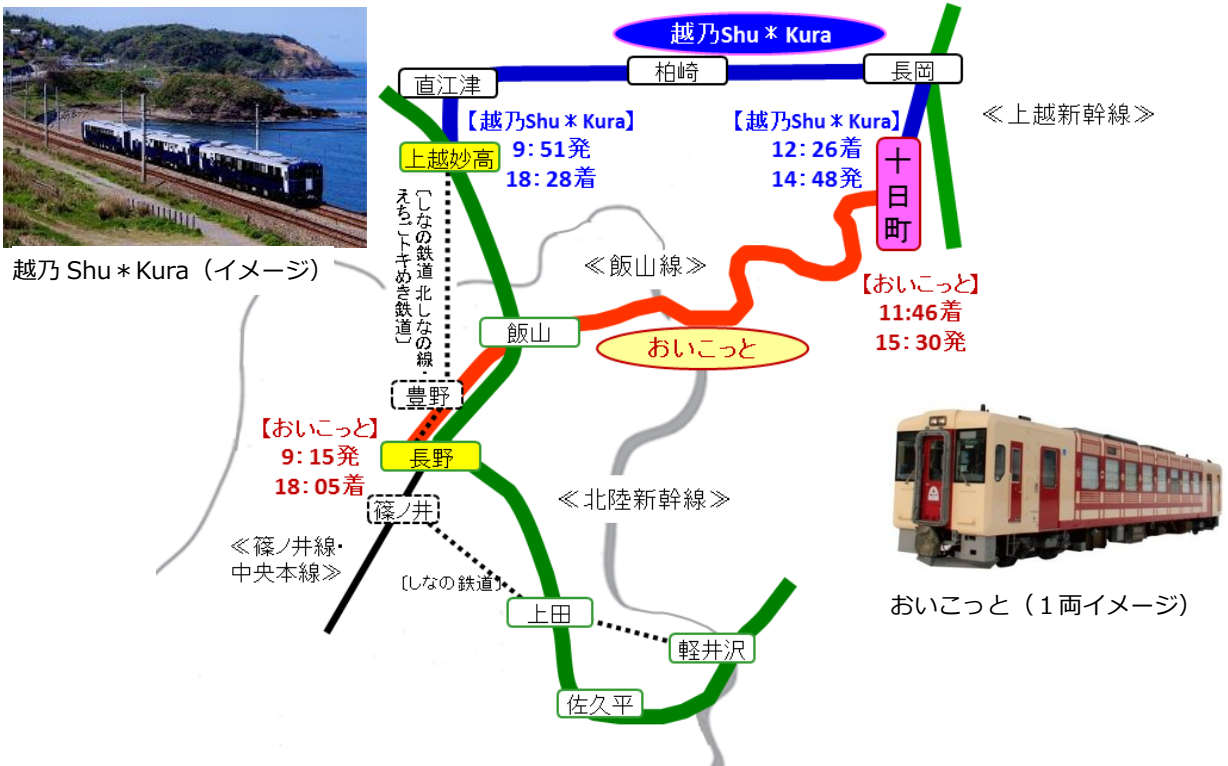 越乃Shu＊Kura
直江津
柏崎
長岡
≪上越新幹線≫
【越乃Shu＊Kura】
9：51発
18：28着
【越乃Shu＊Kura】
12：26着
14：48発
上越妙高
十日町
越乃 Shu＊Kura（イメージ）
〔しなの鉄道 北しなの線・
えちごトキめき鉄道〕
≪飯山線≫
【おいこっと】
11:46着
15：30発
飯山
おいこっと
豊野
【おいこっと】
9：15発
18：05着
長野
篠ノ井
≪北陸新幹線≫
≪篠ノ井線・
中央本線≫
〔しなの鉄道〕
上田
軽井沢
佐久平
おいこっと（１両イメージ）